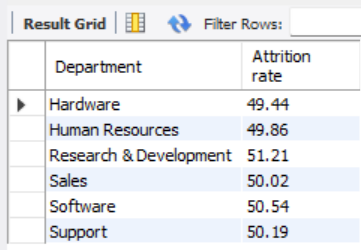 Result Grid Filter Rows:
Department Attrition rate
Hardware 49.44
Human Resources 49.86
Research & Development 51.21
Sales 50.02
Software 50.54
Support 50.19